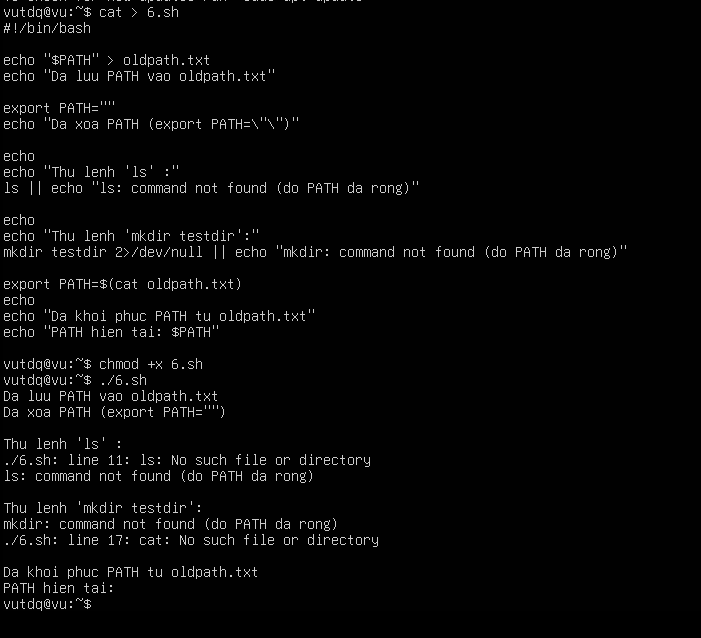 vutdq@vu:~$ cat > 6.sh
#!/bin/bash
echo "$PATH" > oldpath.txt
echo "Da luu PATH vao oldpath.txt"
export PATH=""
echo "Da xoa PATH (export PATH=\"\")"
echo
echo "Thu lenh 'ls' :"
ls || echo "ls: command not found (do PATH da rong)"
echo
echo "Thu lenh 'mkdir testdir':"
mkdir testdir 2>/dev/null || echo "mkdir: command not found (do PATH da rong)"
export PATH=$(cat oldpath.txt)
echo
echo "Da khoi phuc PATH tu oldpath.txt"
echo "PATH hien tai: $PATH"
vutdq@vu:~$ chmod +x 6.sh
vutdq@vu:~$ ./6.sh
Da luu PATH vao oldpath.txt
Da xoa PATH (export PATH="")
Thu lenh 'ls' :
./6.sh: line 11: ls: No such file or directory
ls: command not found (do PATH da rong)
Thu lenh 'mkdir testdir':
mkdir: command not found (do PATH da rong)
./6.sh: line 17: cat: No such file or directory
Da khoi phuc PATH tu oldpath.txt
PATH hien tai:
vutdq@vu:~$